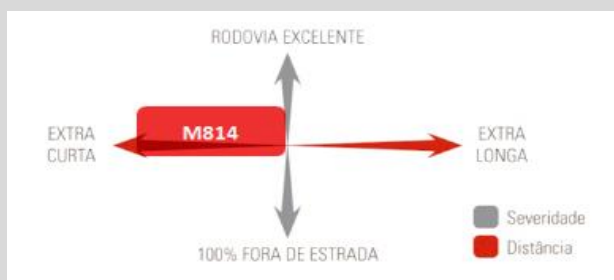 RODOVIA EXCELENTE
EXTRA
CURTA
M814
EXTRA
LONGA
100% FORA DE ESTRADA
Severidade
Distância